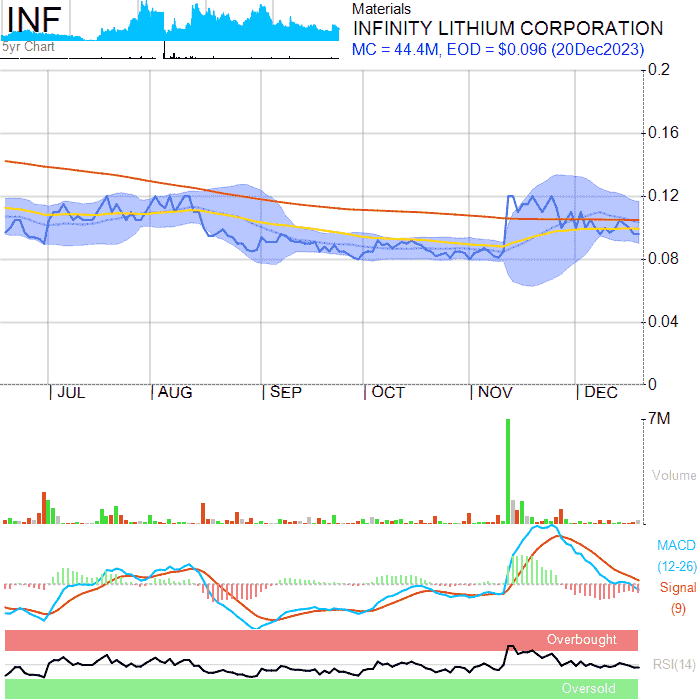 INF
5yr Chart
Materials
INFINITY LITHIUM CORPORATION
MC = 44.4M, EOD = $0.096 (20Dec2023)
0.2
0.16
0.12
0.08
0.04
0
JUL AUG SEP OCT NOV DEC
7M
Volume
MACD
(12-26)
Signal
(9)
Overbought
RSI(14)
Oversold